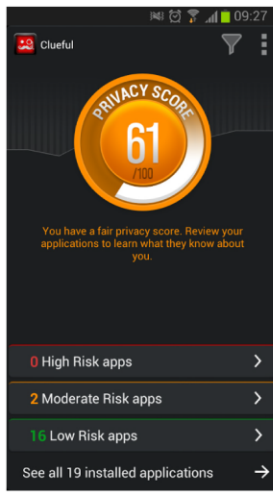 09:27
Clueful
PRIVACY SCORE
61
/100
You have a fair privacy score. Review your
applications to learn what they know about
you.
0 High Risk apps
2 Moderate Risk apps
16 Low Risk apps
See all 19 installed applications